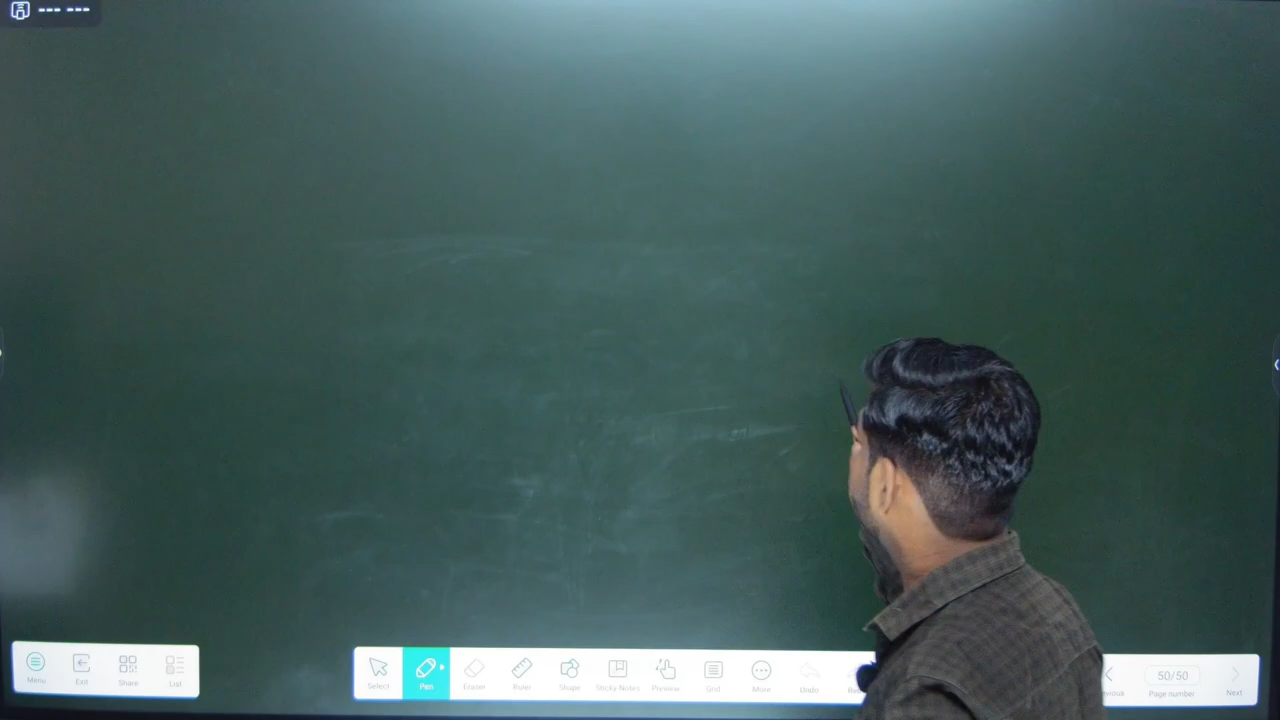 Menu Exit Share List
Select Pen Eraser Ruler Shape Sticky Notes Preview Grid Move Undo
50/50
Page number Next